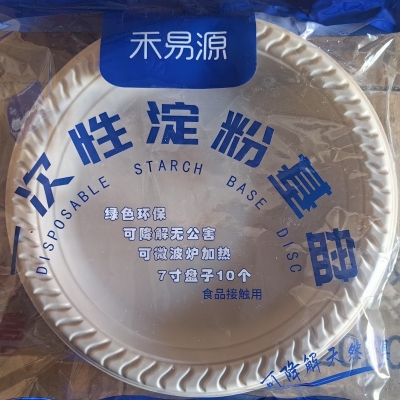 禾易源
一次性淀粉基盘
DISPOSABLE STARCH BASE DISC
绿色环保
可降解无公害
可微波炉加热
7寸盘子10个
食品接触用
可降解天然